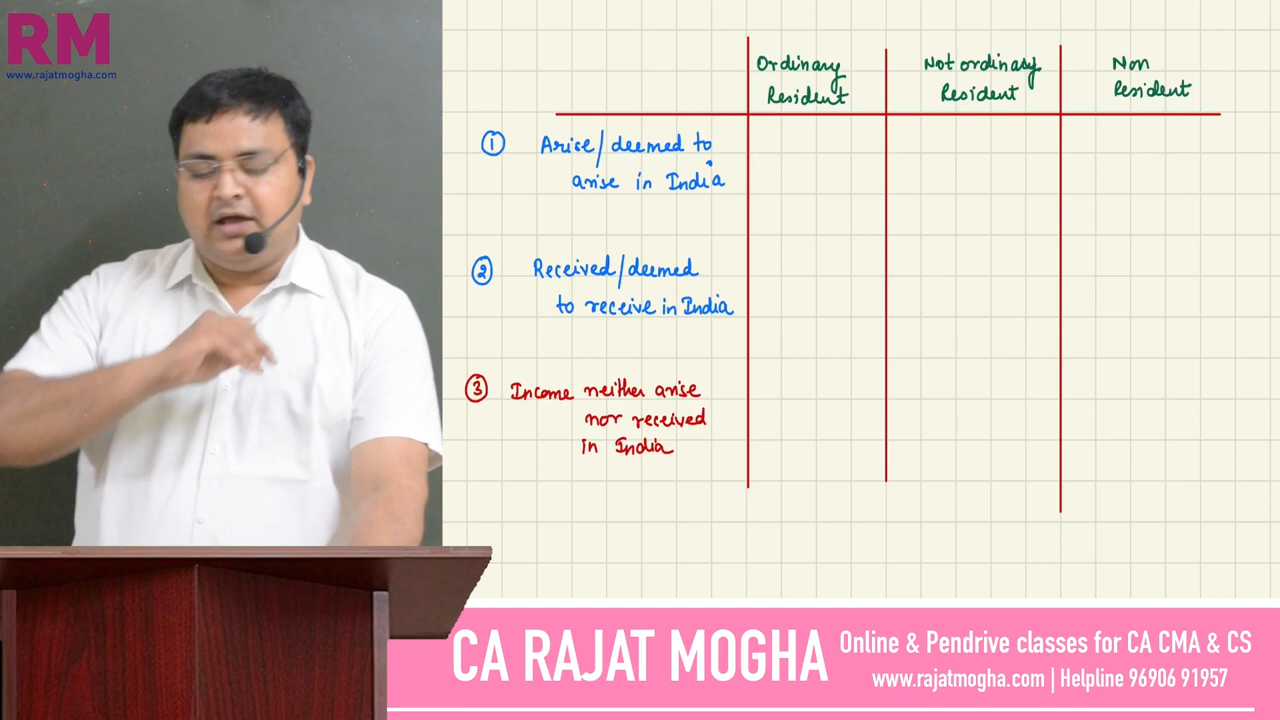 RM
www.rajatmogha.com
Ordinary Resident
Not ordinary Resident
Non Resident
① Arise/deemed to
arise in India
② Received/deemed
to receive in India
③ Income neither arise
nor received
in India
CA RAJAT MOGHA
Online & Pendrive classes for CA CMA & CS
www.rajatmogha.com | Helpline 96906 91957